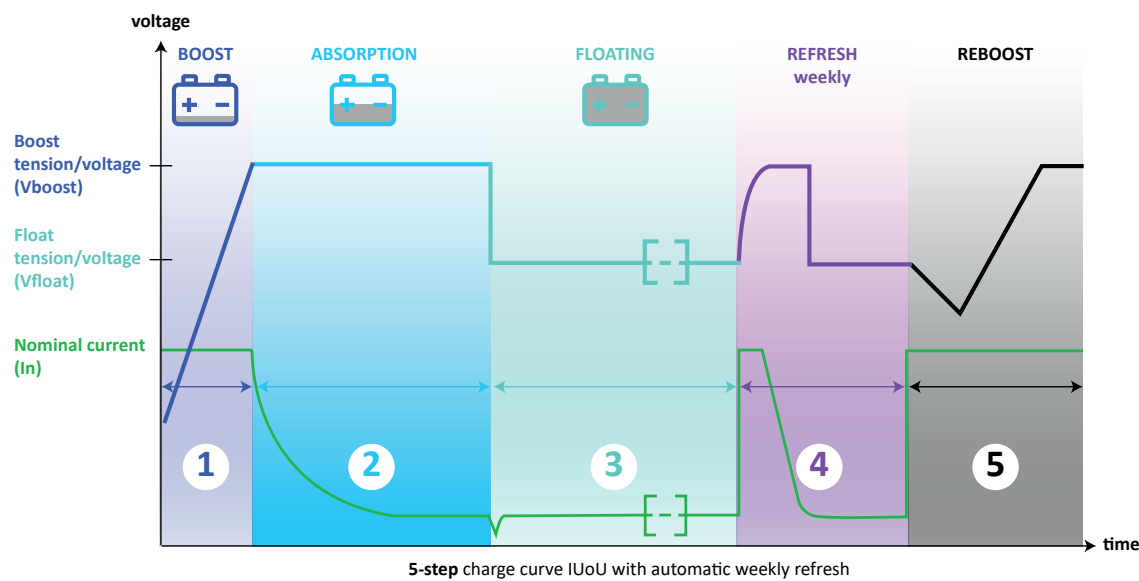 voltage
BOOST
ABSORPTION
FLOATING
REFRESH
weekly
REBOOST
+ -
+ -
+ -
Boost
tension/voltage
(Vboost)
Float
tension/voltage
(Vfloat)
Nominal current
(In)
1
2
3
4
5
time
5-step charge curve IUoU with automatic weekly refresh